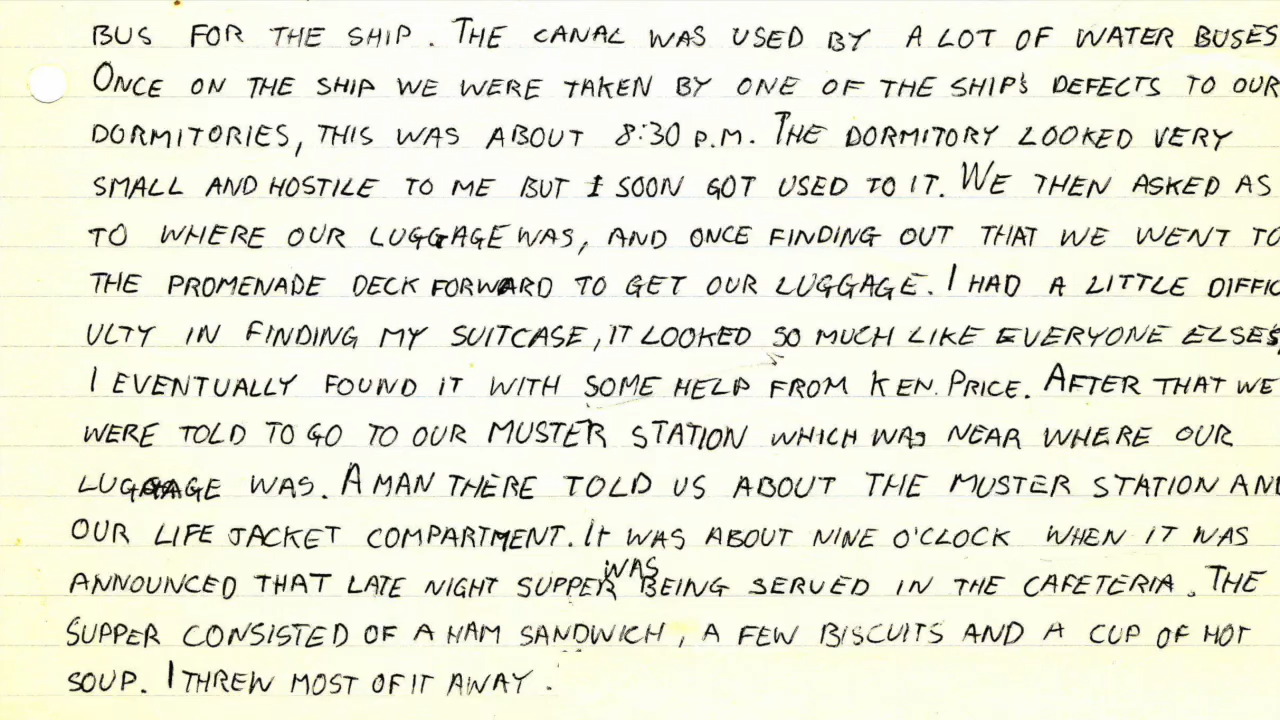 BUS FOR THE SHIP. THE CANAL WAS USED BY A LOT OF WATER BUSES
ONCE ON THE SHIP WE WERE TAKEN BY ONE OF THE SHIP'S DEFECTS TO OUR
DORMITORIES, THIS WAS ABOUT 8:30 P.M. THE DORMITORY LOOKED VERY
SMALL AND HOSTILE TO ME BUT I SOON GOT USED TO IT. WE THEN ASKED AS
TO WHERE OUR LUGGAGE WAS, AND ONCE FINDING OUT THAT WE WENT TO
THE PROMENADE DECK FORWARD TO GET OUR LUGGAGE. I HAD A LITTLE DIFFIC
ULTY IN FINDING MY SUITCASE, IT LOOKED SO MUCH LIKE EVERYONE ELSES,
I EVENTUALLY FOUND IT WITH SOME HELP FROM KEN. PRICE. AFTER THAT WE
WERE TOLD TO GO TO OUR MUSTER STATION WHICH WAS NEAR WHERE OUR
LUGGAGE WAS. A MAN THERE TOLD US ABOUT THE MUSTER STATION AND
OUR LIFE JACKET COMPARTMENT. IT WAS ABOUT NINE O'CLOCK WHEN IT WAS
ANNOUNCED THAT LATE NIGHT SUPPER WAS BEING SERVED IN THE CAFETERIA. THE
SUPPER CONSISTED OF A HAM SANDWICH, A FEW BISCUITS AND A CUP OF HOT
SOUP. I THREW MOST OF IT AWAY.